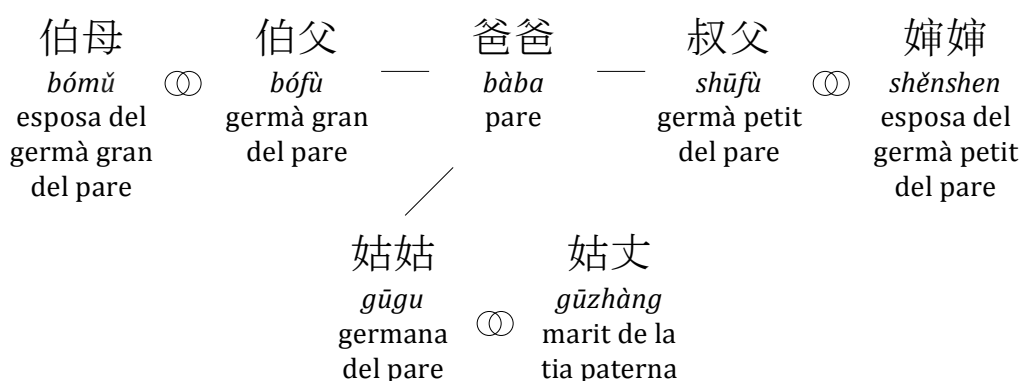 伯母 伯父 爸爸 叔父 婶婶
bómǔ bófù bàba shūfù shěnshen
esposa del germà gran pare germà petit esposa del
germà gran del pare del pare germà petit
del pare del pare
姑姑 姑丈
gūgu gūzhàng
germana marit de la
del pare tia paterna